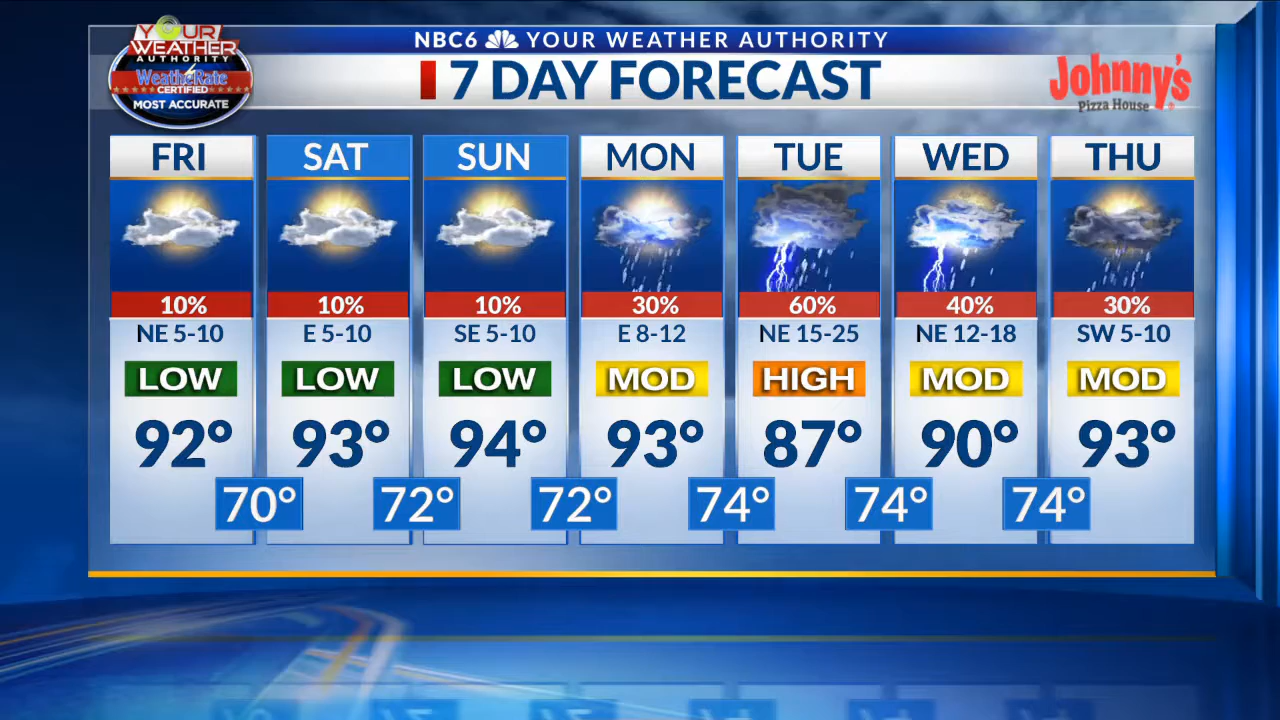 YOUR
WEATHER
AUTHORITY
WeatheRate
CERTIFIED
MOST ACCURATE
NBC6 YOUR WEATHER AUTHORITY
7 DAY FORECAST
Johnny's
Pizza House
FRI SAT SUN MON TUE WED THU
10% 10% 10% 30% 60% 40% 30%
NE 5-10 E 5-10 SE 5-10 E 8-12 NE 15-25 NE 12-18 SW 5-10
LOW LOW LOW MOD HIGH MOD MOD
92° 93° 94° 93° 87° 90° 93°
70° 72° 72° 74° 74° 74°